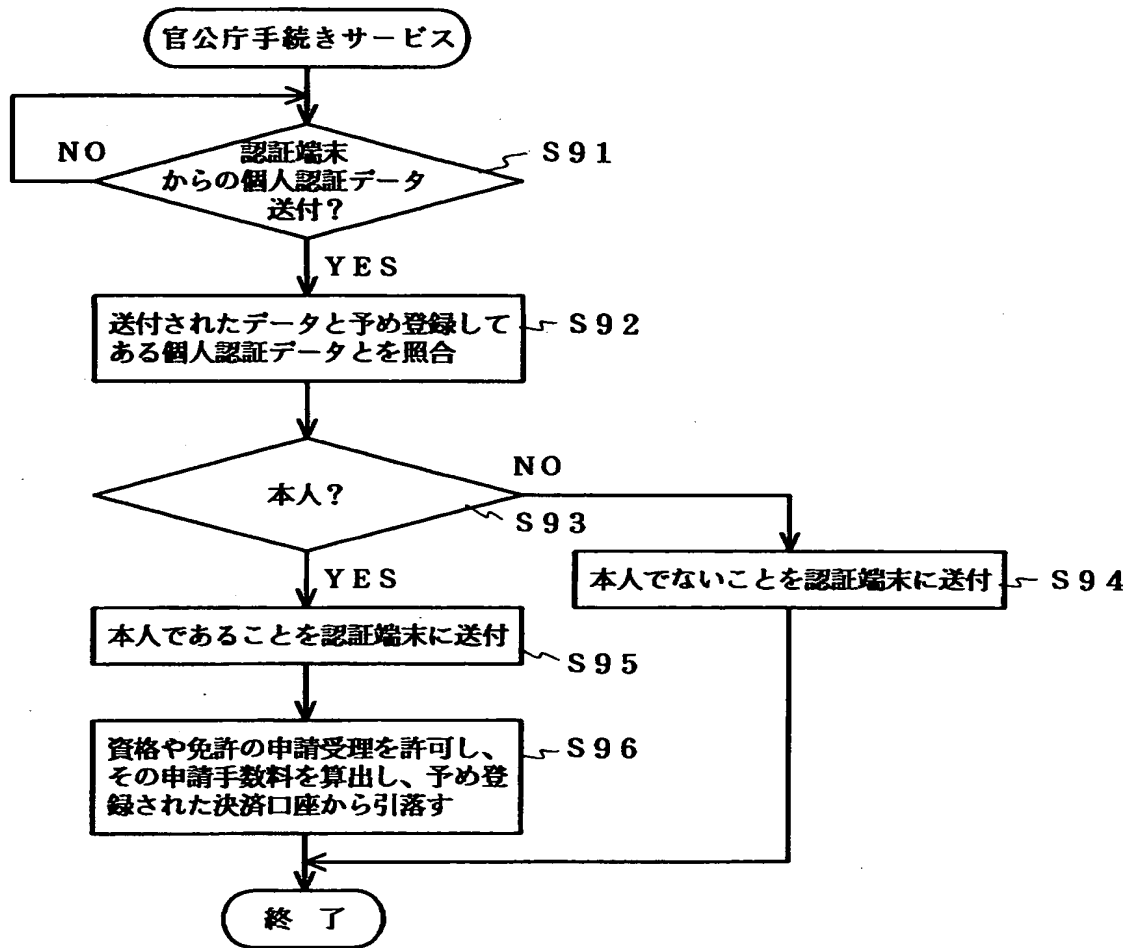 官公庁手続きサービス
NO
認証端末
からの個人認証データ
送付？
S91
YES
送付されたデータと予め登録して
ある個人認証データとを照合
S92
本人？
NO
S93
YES
本人でないことを認証端末に送付
S94
本人であることを認証端末に送付
S95
資格や免許の申請受理を許可し、
その申請手数料を算出し、予め登
録された決済口座から引落す
S96
終 了